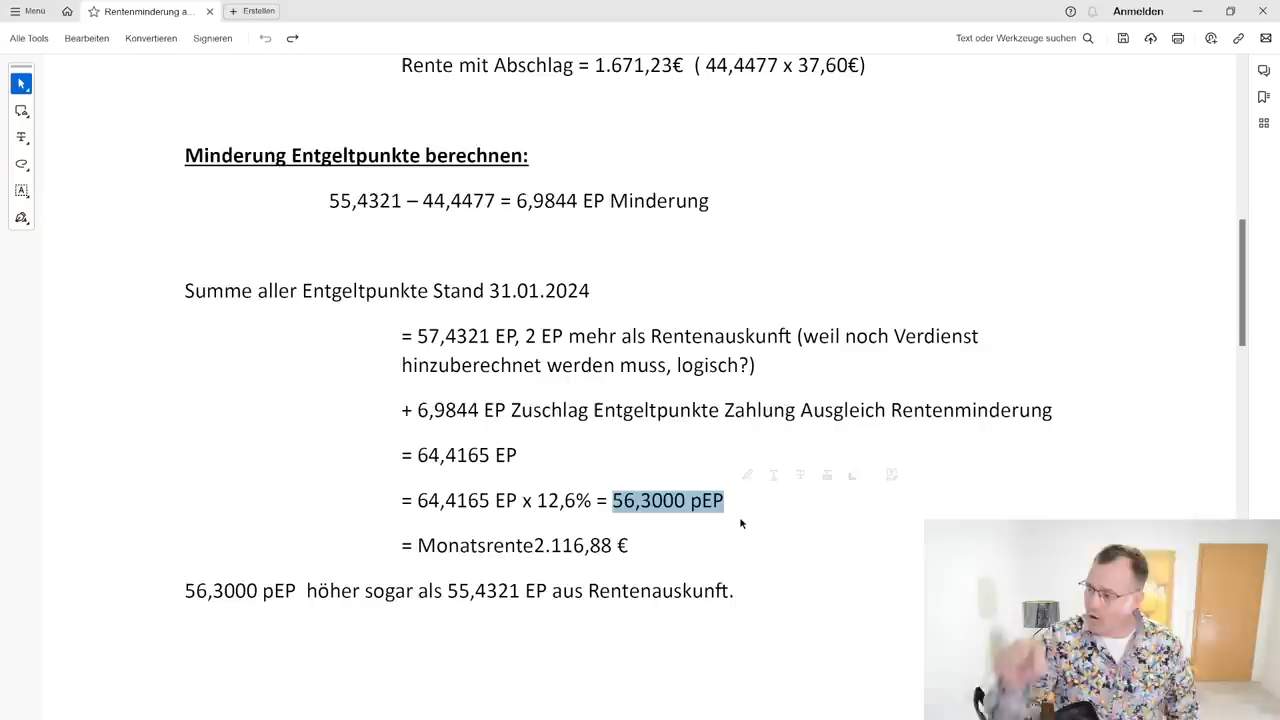 Menü
Rentenminderung a...
Erstellen
Anmelden
Alle Tools
Bearbeiten
Konvertieren
Signieren
Text oder Werkzeuge suchen
Rente mit Abschlag = 1.671,23€ ( 44,4477 x 37,60€)
Minderung Entgeltpunkte berechnen:
55,4321 – 44,4477 = 6,9844 EP Minderung
Summe aller Entgeltpunkte Stand 31.01.2024
= 57,4321 EP, 2 EP mehr als Rentenauskunft (weil noch Verdienst
hinzuberechnet werden muss, logisch?)
+ 6,9844 EP Zuschlag Entgeltpunkte Zahlung Ausgleich Rentenminderung
= 64,4165 EP
= 64,4165 EP x 12,6% = 56,3000 pEP
= Monatsrente2.116,88 €
56,3000 pEP höher sogar als 55,4321 EP aus Rentenauskunft.